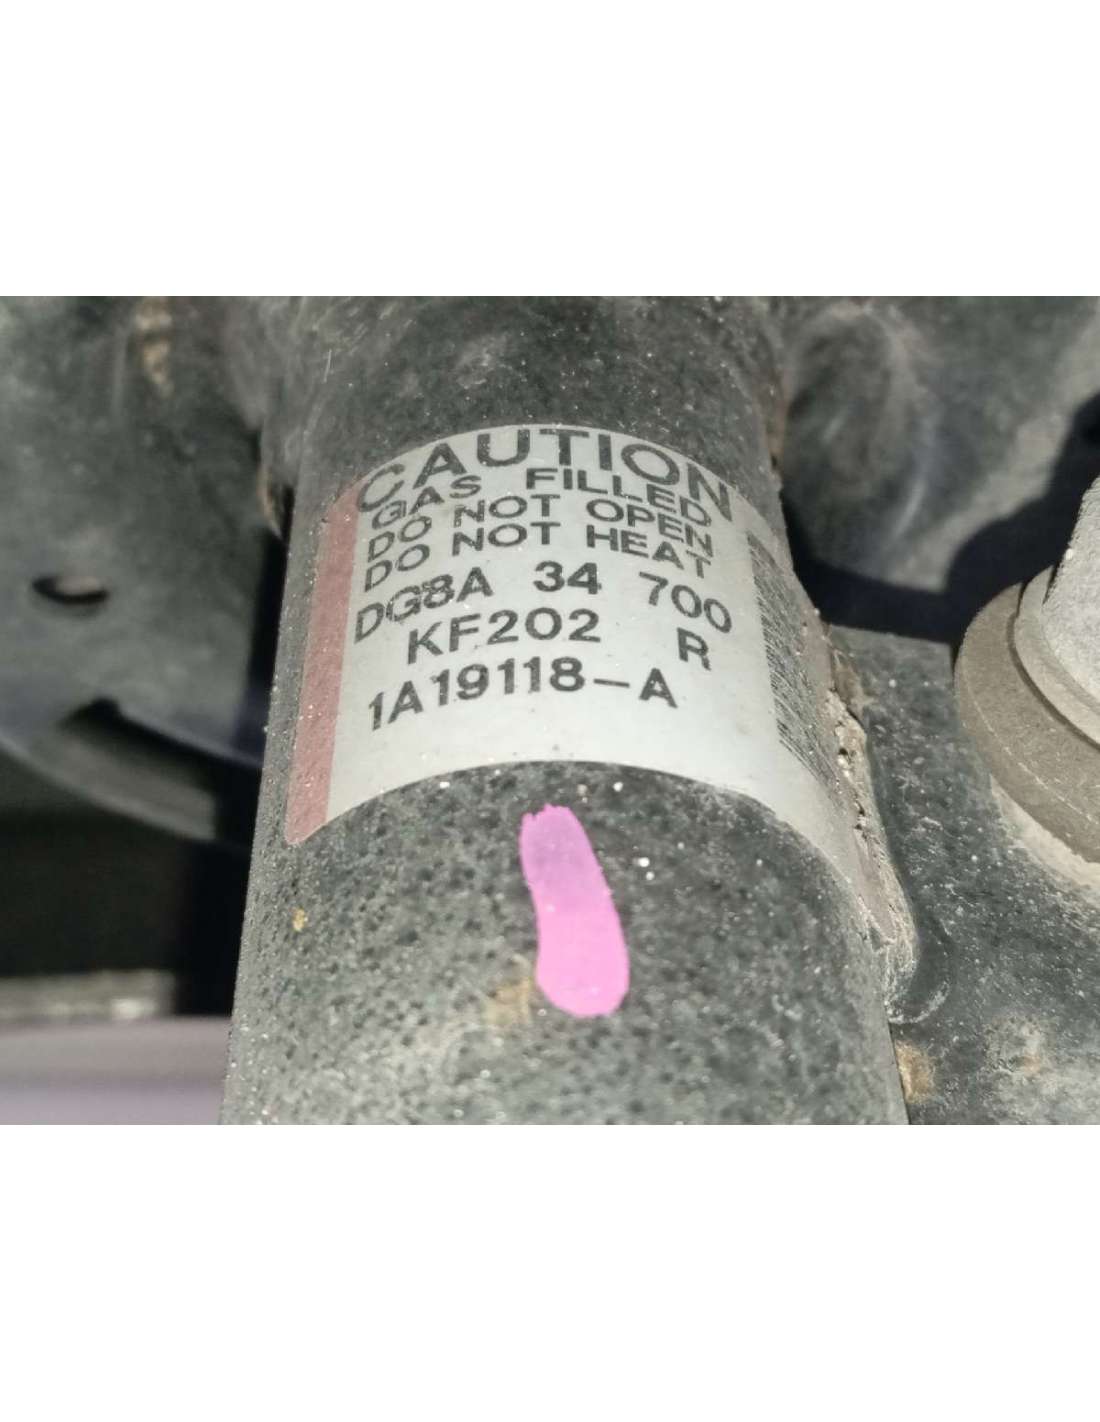 CAUTION
GAS FILLED
DO NOT OPEN
DO NOT HEAT
DG8A 34 700
KF202 R
1A19118-A